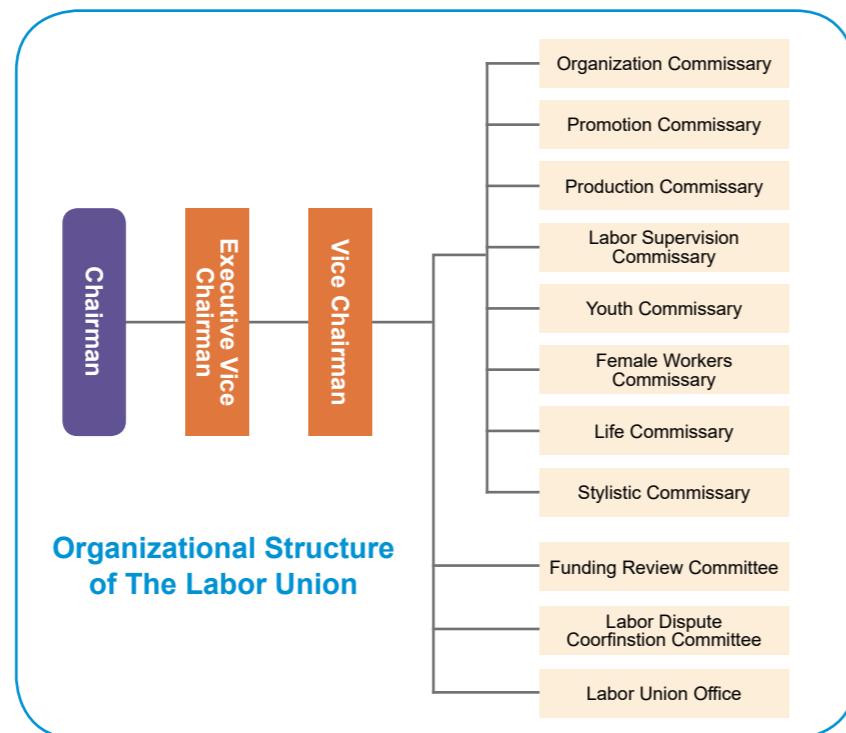 Chairman
Executive Vice
Chairman
Vice Chairman
Organization Commissary
Promotion Commissary
Production Commissary
Labor Supervision
Commissary
Youth Commissary
Female Workers
Commissary
Life Commissary
Stylistic Commissary
Funding Review Committee
Labor Dispute
Coorfinstion Committee
Labor Union Office
Organizational Structure
of The Labor Union